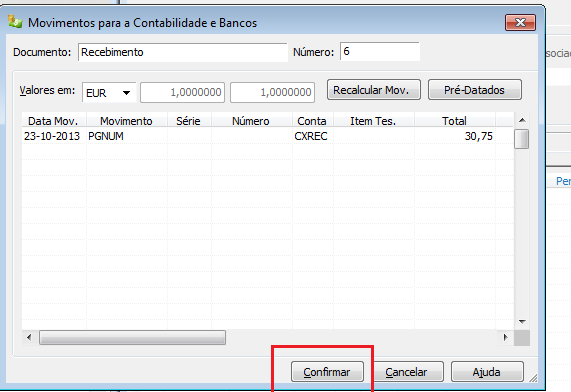 Movimentos para a Contabilidade e Bancos
Documento: Recebimento Número: 6
Valores em: EUR 1,0000000 1,0000000 Recalcular Mov. Pré-Datados
Data Mov. Movimento Série Número Conta Item Tes. Total
23-10-2013 PGNUM CXREC 30,75
Confirmar Cancelar Ajuda